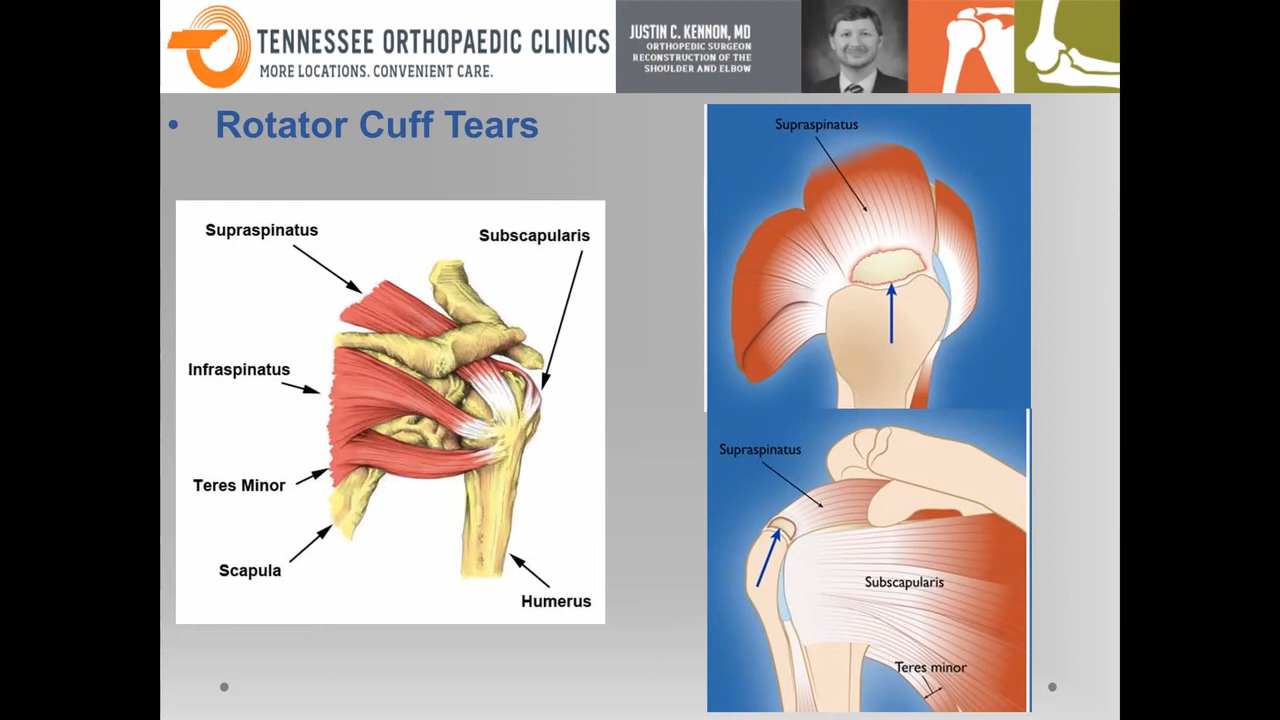 TENNESSEE ORTHOPAEDIC CLINICS
MORE LOCATIONS. CONVENIENT CARE.
JUSTIN C. KENNON, MD
ORTHOPEDIC SURGEON
RECONSTRUCTION OF THE
SHOULDER AND ELBOW
• Rotator Cuff Tears
Supraspinatus
Subscapularis
Infraspinatus
Teres Minor
Scapula
Humerus
Supraspinatus
Supraspinatus
Subscapularis
Teres minor